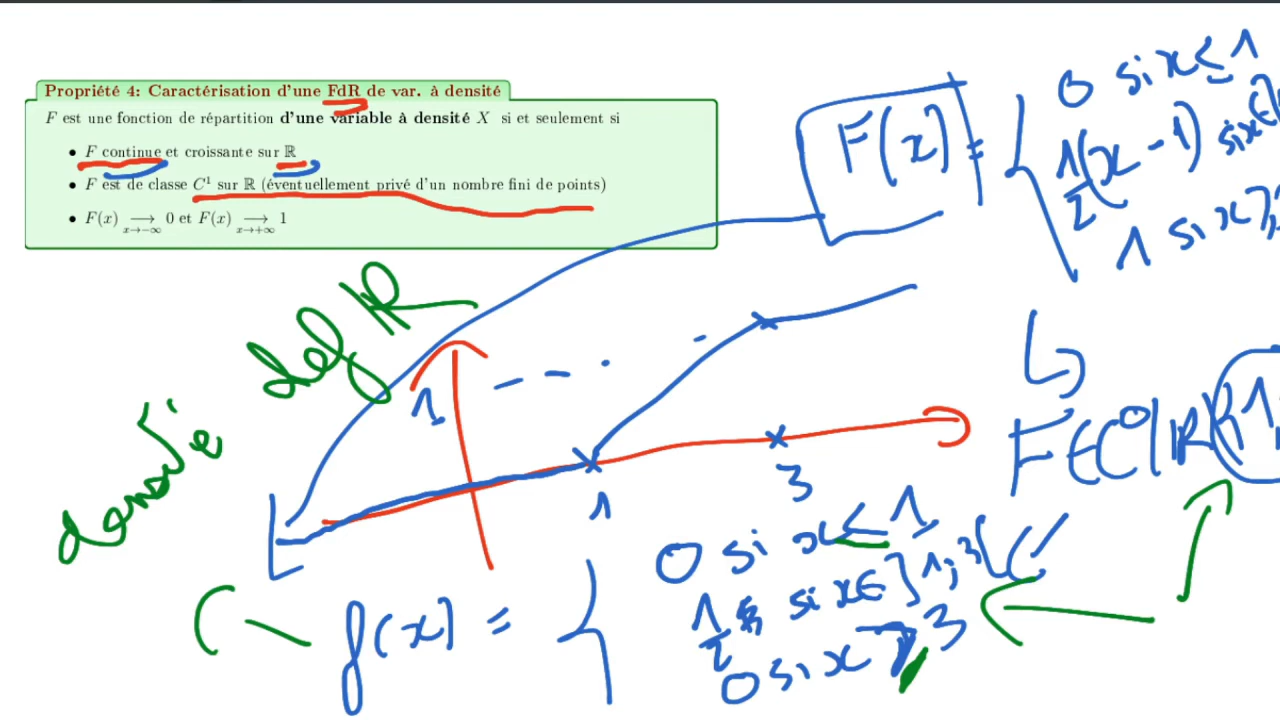 Propriété 4: Caractérisation d'une FdR de var. à densité
F est une fonction de répartition d'une variable à densité X si et seulement si
• F continue et croissante sur ℝ
• F est de classe C¹ sur ℝ (éventuellement privé d'un nombre fini de points)
• F(x) ⟶ 0 et F(x) ⟶ 1
x→-∞ x→+∞
F(x) = {
0 si x ≤ 1
1/2 (x - 1) si x ∈ ]
1 si x ≥
densité def ℝ
1
1
3
f(x) = {
0 si x ≤ 1
1/2 si x ∈ ]1;3[
0 si x ≥ 3